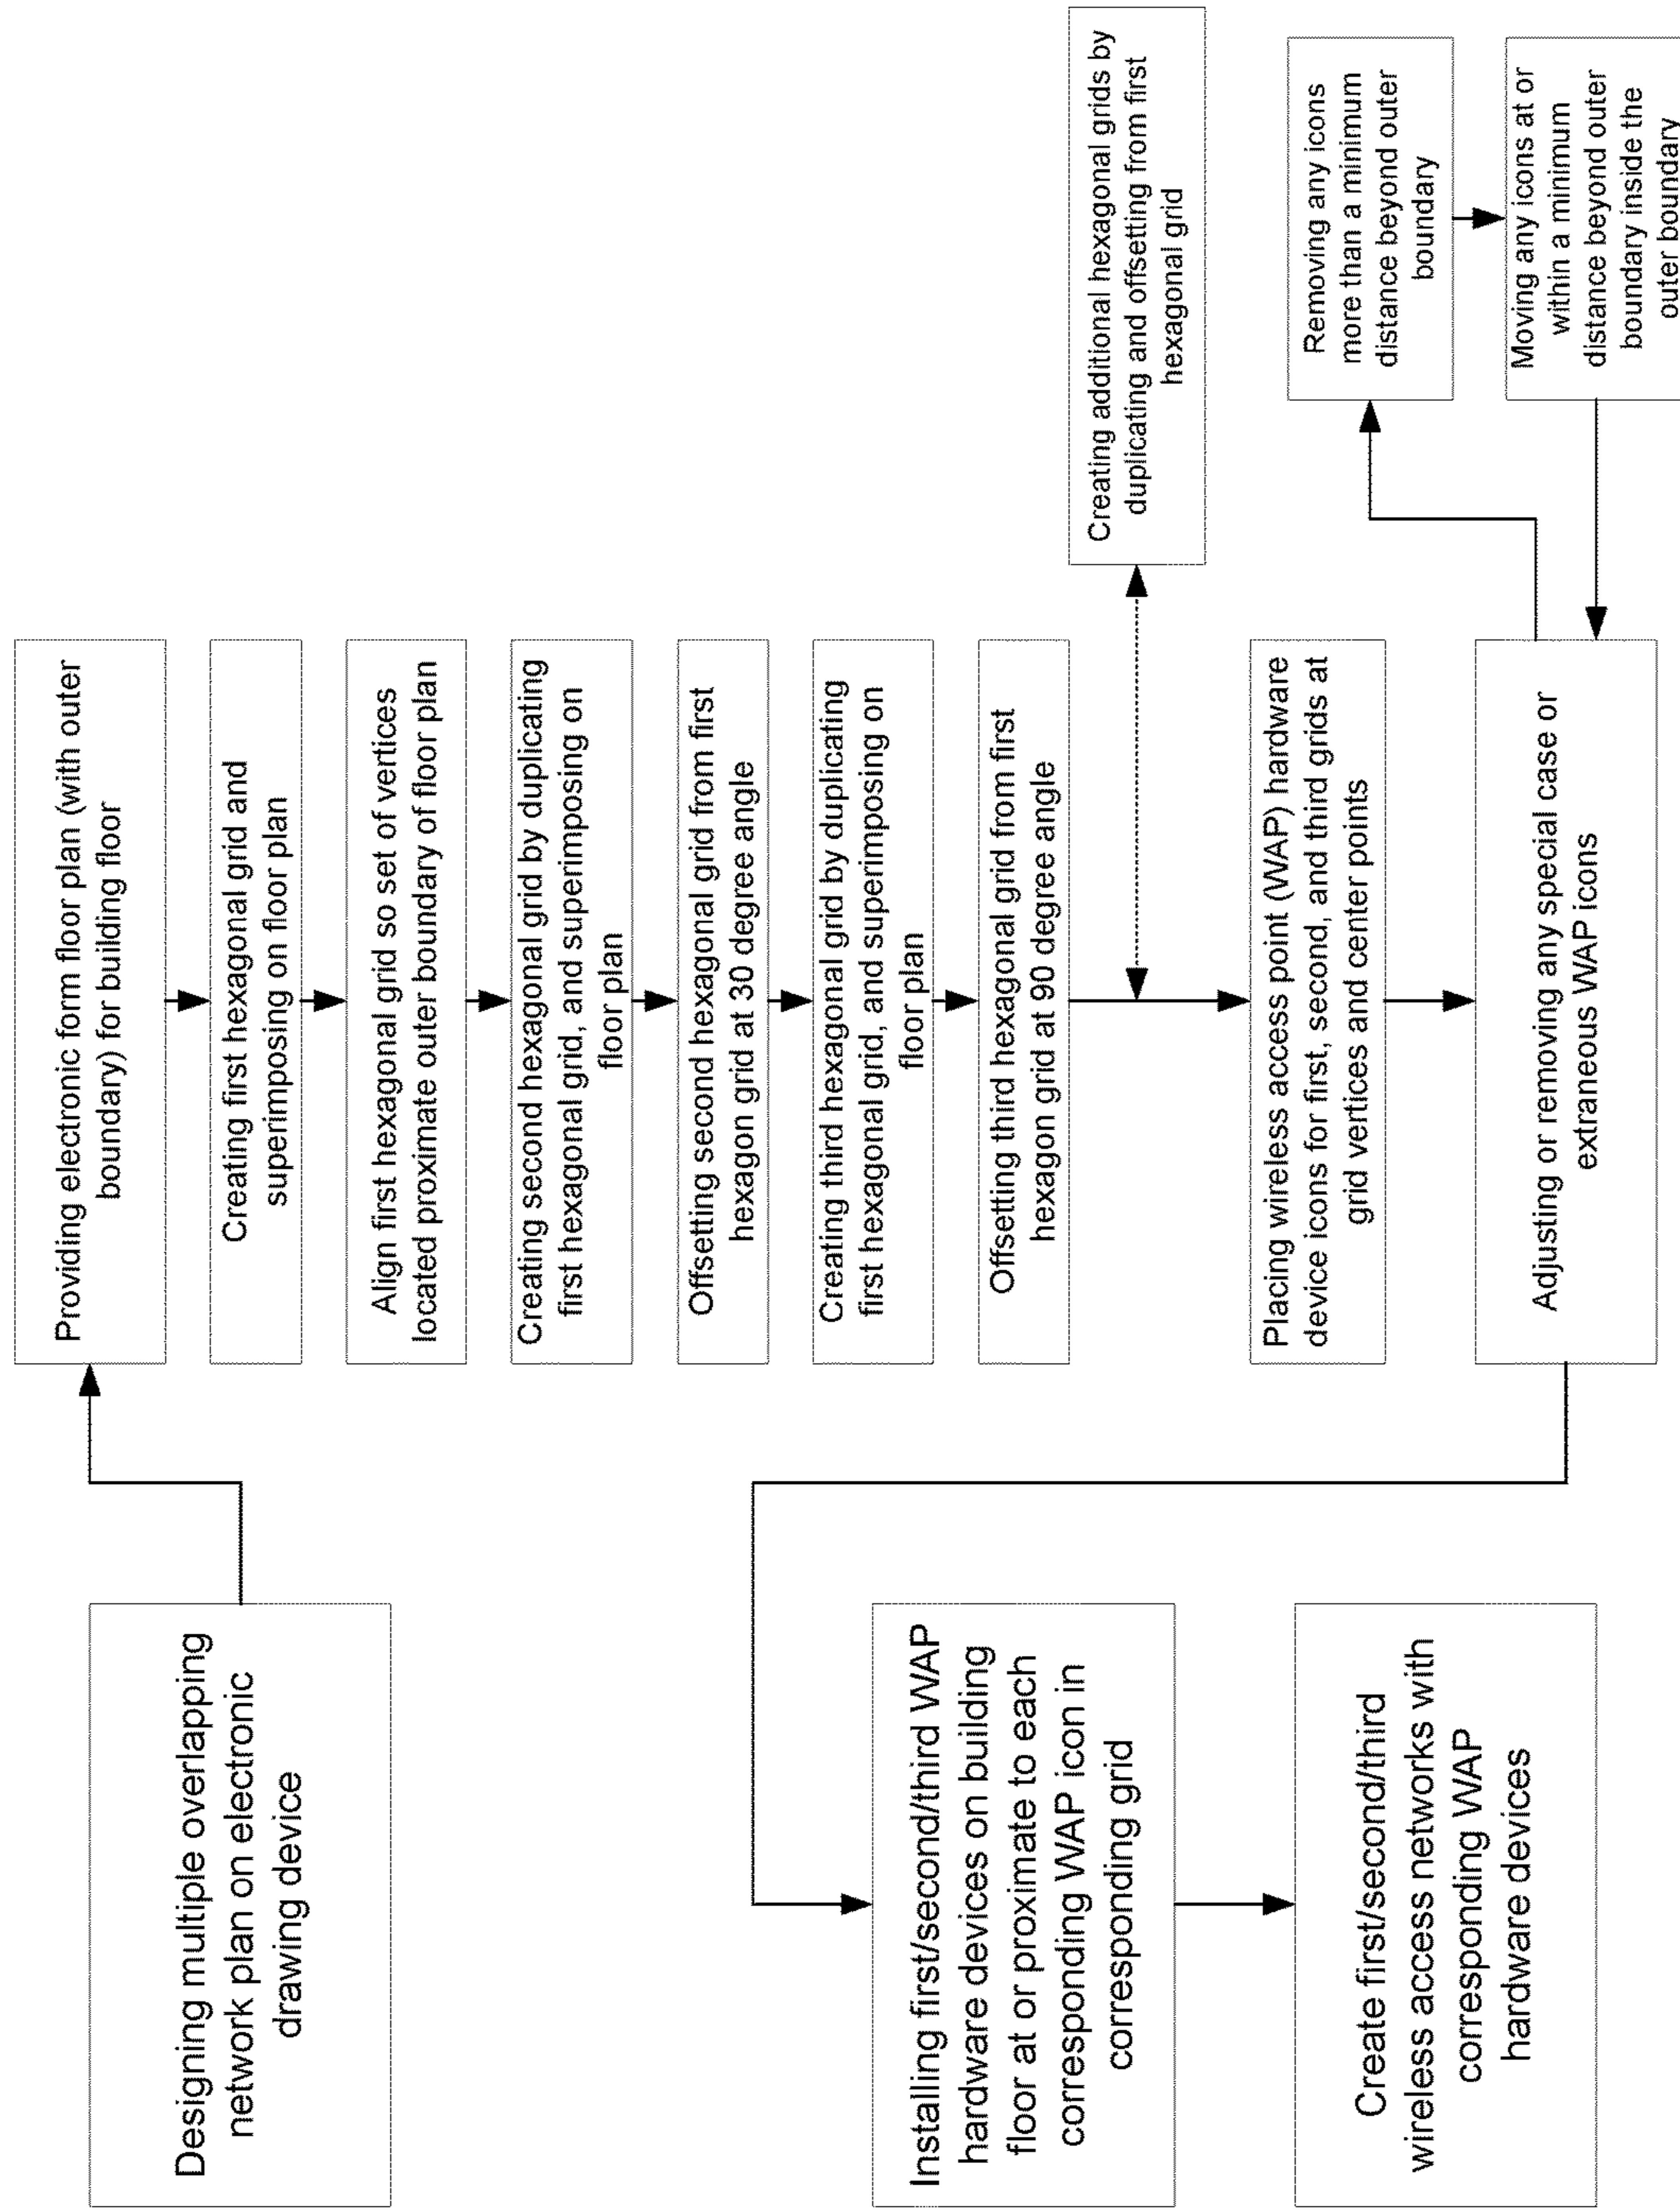 Designing multiple overlapping
network plan on electronic
drawing device
Providing electronic form floor plan (with outer
boundary) for building floor
Creating first hexagonal grid and
superimposing on floor plan
Align first hexagonal grid so set of vertices
located proximate outer boundary of floor plan
Creating second hexagonal grid by duplicating
first hexagonal grid, and superimposing on
floor plan
Offsetting second hexagonal grid from first
hexagon grid at 30 degree angle
Creating third hexagonal grid by duplicating
first hexagonal grid, and superimposing on
floor plan
Offsetting third hexagonal grid from first
hexagon grid at 90 degree angle
Creating additional hexagonal grids by
duplicating and offsetting from first
hexagonal grid
Placing wireless access point (WAP) hardware
device icons for first, second, and third grids at
grid vertices and center points
Adjusting or removing any special case or
extraneous WAP icons
Removing any icons
more than a minimum
distance beyond outer
boundary
Moving any icons at or
within a minimum
distance beyond outer
boundary inside the
outer boundary
Installing first/second/third WAP
hardware devices on building
floor at or proximate to each
corresponding WAP icon in
corresponding grid
Create first/second/third
wireless access networks with
corresponding WAP
hardware devices